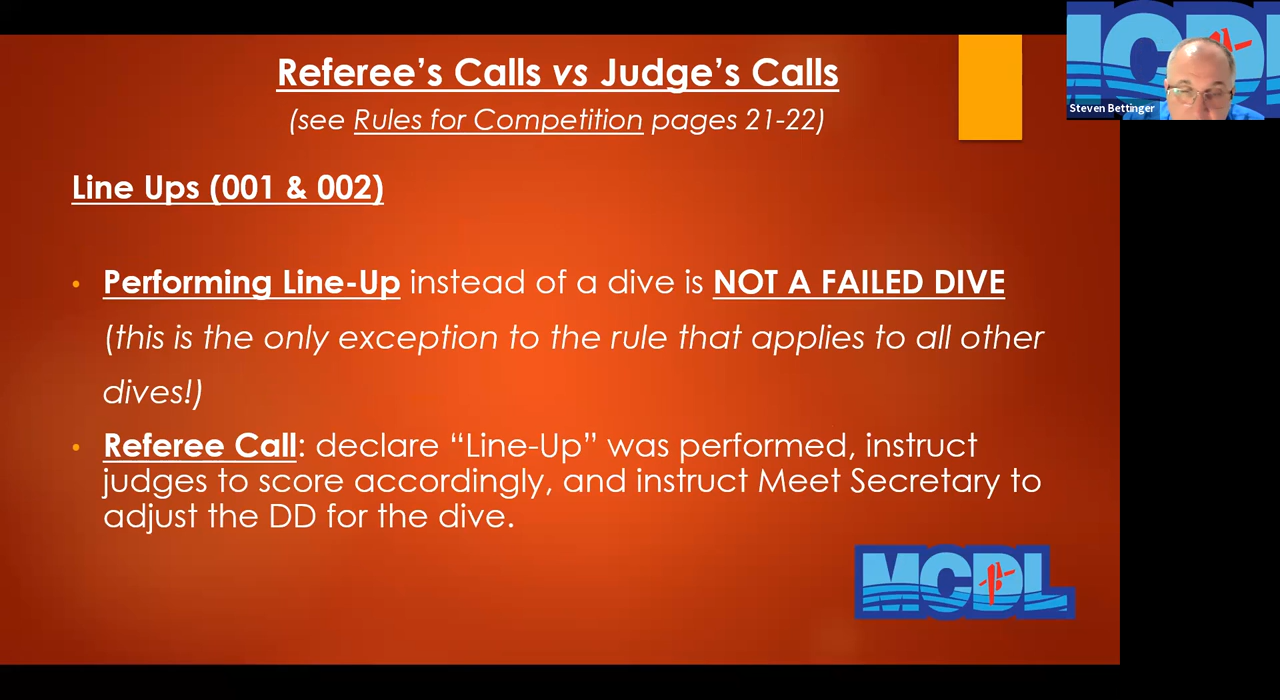 Referee's Calls vs Judge's Calls
(see Rules for Competition pages 21-22)
Line Ups (001 & 002)
• Performing Line-Up instead of a dive is NOT A FAILED DIVE
(this is the only exception to the rule that applies to all other
dives!)
• Referee Call: declare “Line-Up” was performed, instruct
judges to score accordingly, and instruct Meet Secretary to
adjust the DD for the dive.
MCDL
MCDL
Steven Bettinger